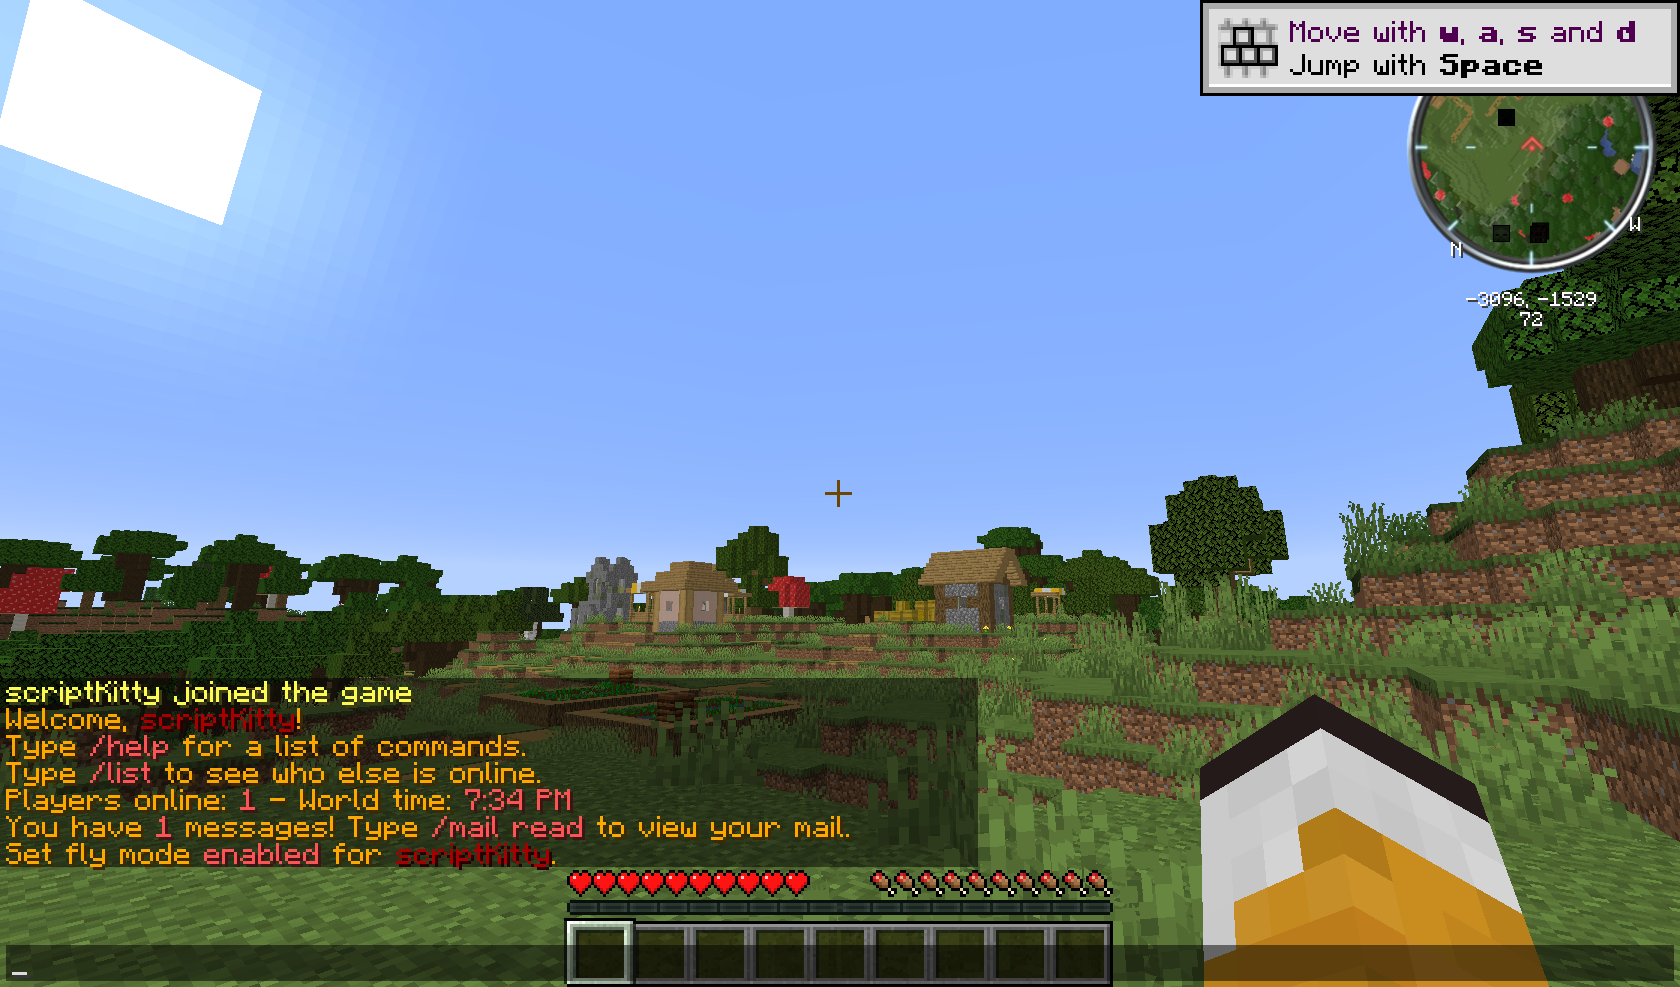 Move with w, a, s and d
Jump with Space
N
W
-3096, -1529
72
scriptKitty joined the game
Welcome, scriptKitty!
Type /help for a list of commands.
Type /list to see who else is online.
Players online: 1 - World time: 7:34 PM
You have 1 messages! Type /mail read to view your mail.
Set fly mode enabled for scriptKitty.
_